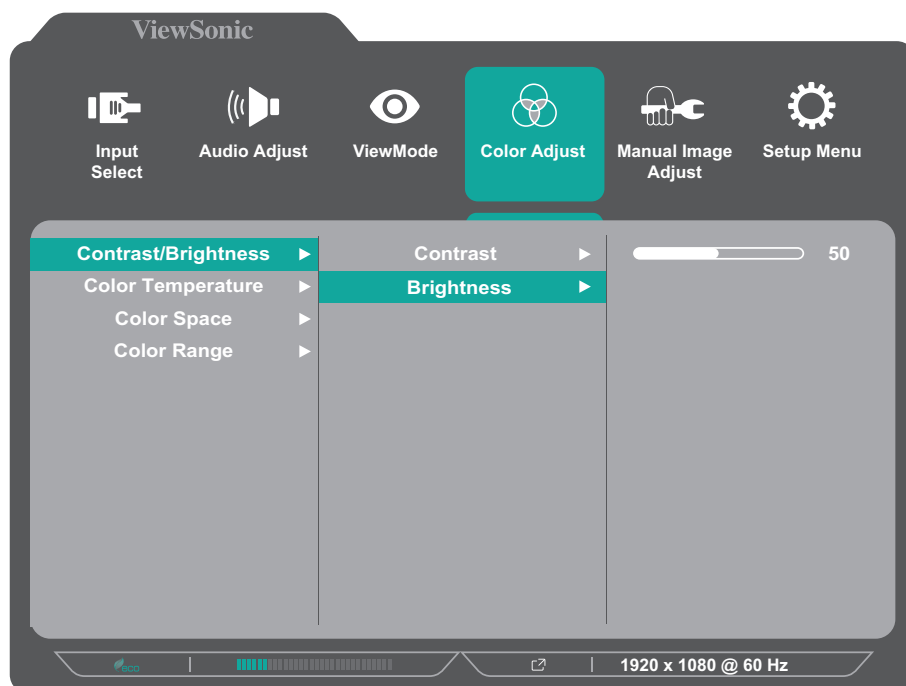 ViewSonic
Input Select
Audio Adjust
ViewMode
Color Adjust
Manual Image Adjust
Setup Menu
Contrast/Brightness
Contrast
50
Color Temperature
Brightness
Color Space
Color Range
eco
1920 x 1080 @ 60 Hz